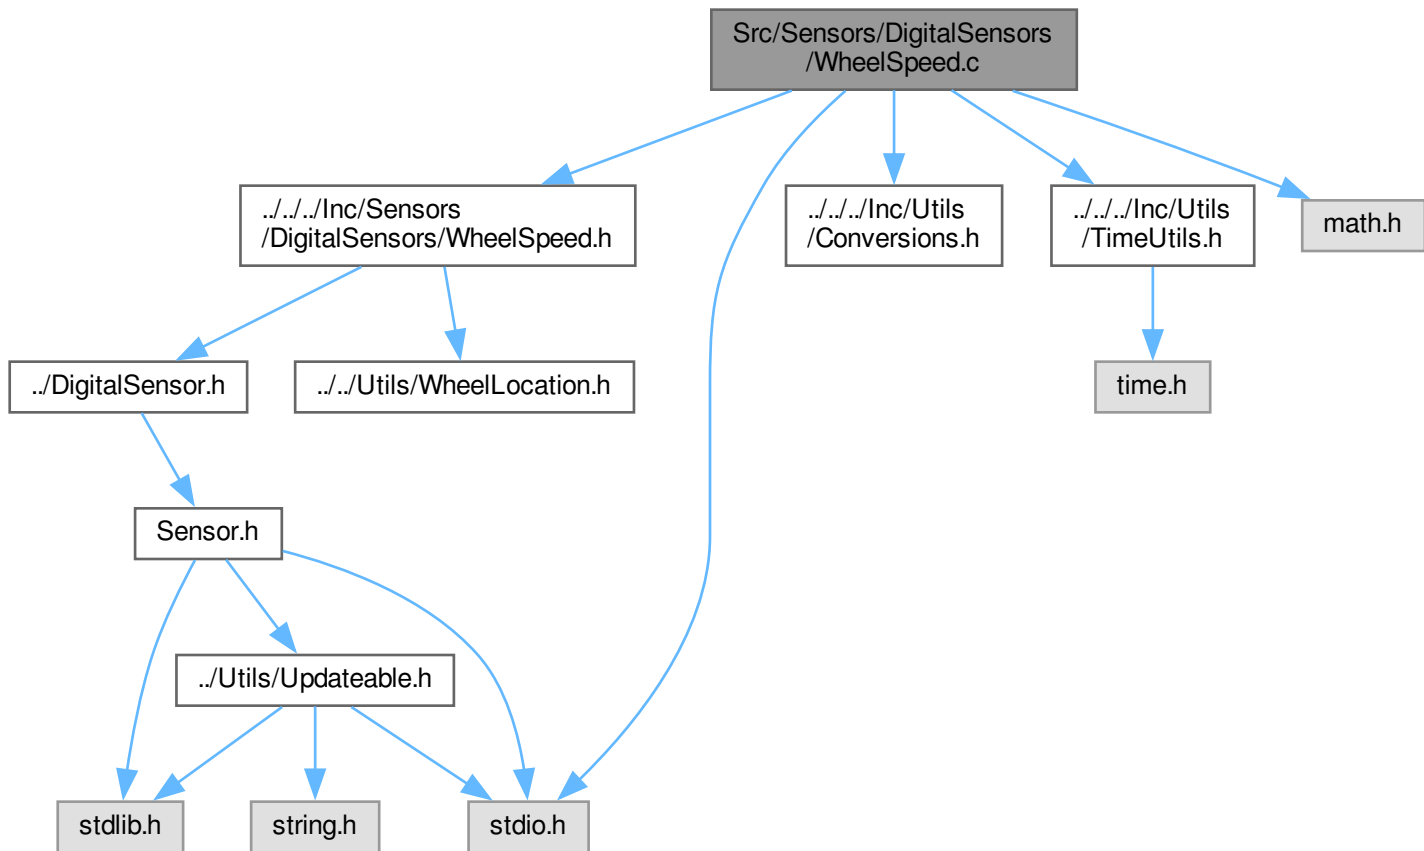 Src/Sensors/DigitalSensors
/WheelSpeed.c
../../../Inc/Sensors
/DigitalSensors/WheelSpeed.h
../../../Inc/Utils
/Conversions.h
../../../Inc/Utils
/TimeUtils.h
math.h
../DigitalSensor.h
../../Utils/WheelLocation.h
time.h
Sensor.h
../Utils/Updateable.h
stdlib.h
string.h
stdio.h